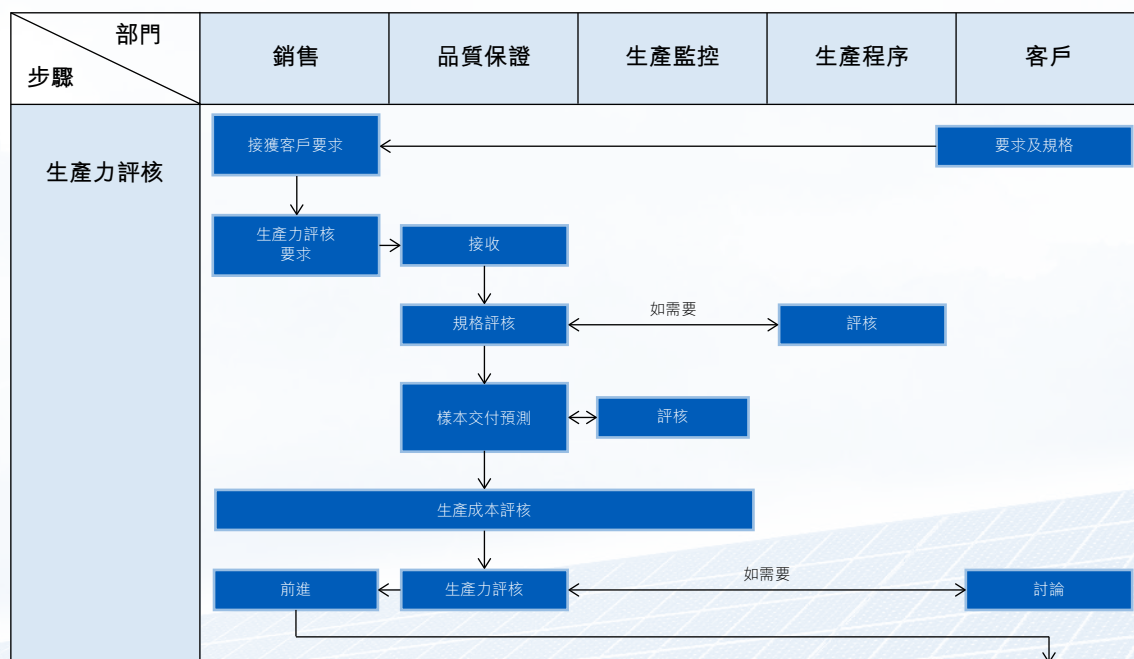 部門
步驟
銷售
品質保證
生產監控
生產程序
客戶
生產力評核
接獲客戶要求
要求及規格
生產力評核
要求
接收
規格評核
如需要
評核
樣本交付預測
評核
生產成本評核
前進
生產力評核
如需要
討論